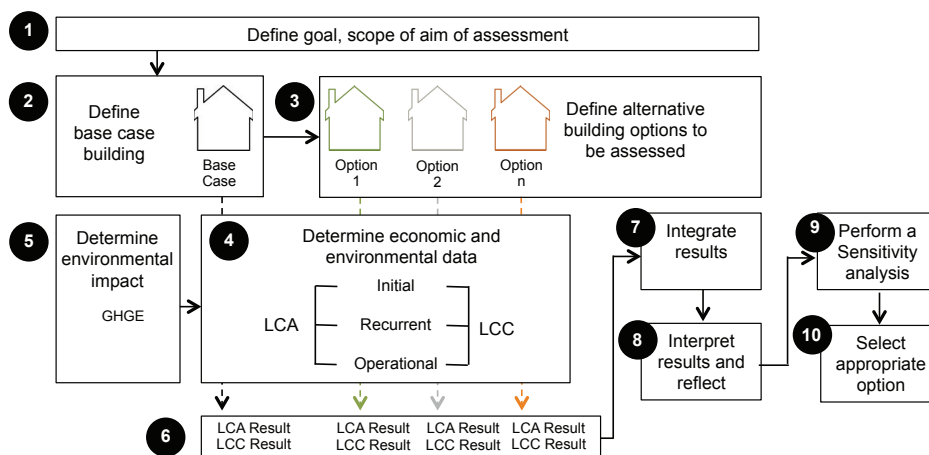 1
Define goal, scope of aim of assessment
2
Define
base case
building
Base
Case
3
Option
1
Option
2
Option
n
Define alternative
building options to
be assessed
5
Determine
environmental
impact
GHGE
4
Determine economic and
environmental data
LCA
Initial
Recurrent
Operational
LCC
6
LCA Result
LCC Result
LCA Result
LCC Result
LCA Result
LCC Result
LCA Result
LCC Result
7
Integrate
results
8
Interpret
results and
reflect
9
Perform a
Sensitivity
analysis
10
Select
appropriate
option